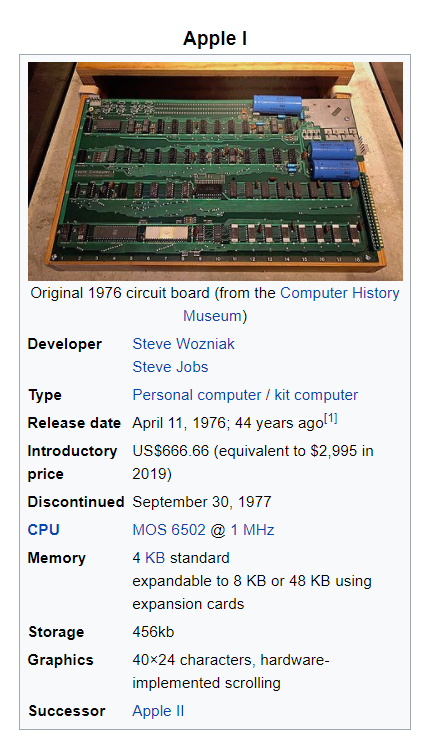 Apple I
Original 1976 circuit board (from the Computer History
Museum)
Developer Steve Wozniak
Steve Jobs
Type Personal computer / kit computer
Release date April 11, 1976; 44 years ago[1]
Introductory price US$666.66 (equivalent to $2,995 in
2019)
Discontinued September 30, 1977
CPU MOS 6502 @ 1 MHz
Memory 4 KB standard
expandable to 8 KB or 48 KB using
expansion cards
Storage 456kb
Graphics 40×24 characters, hardware-
implemented scrolling
Successor Apple II